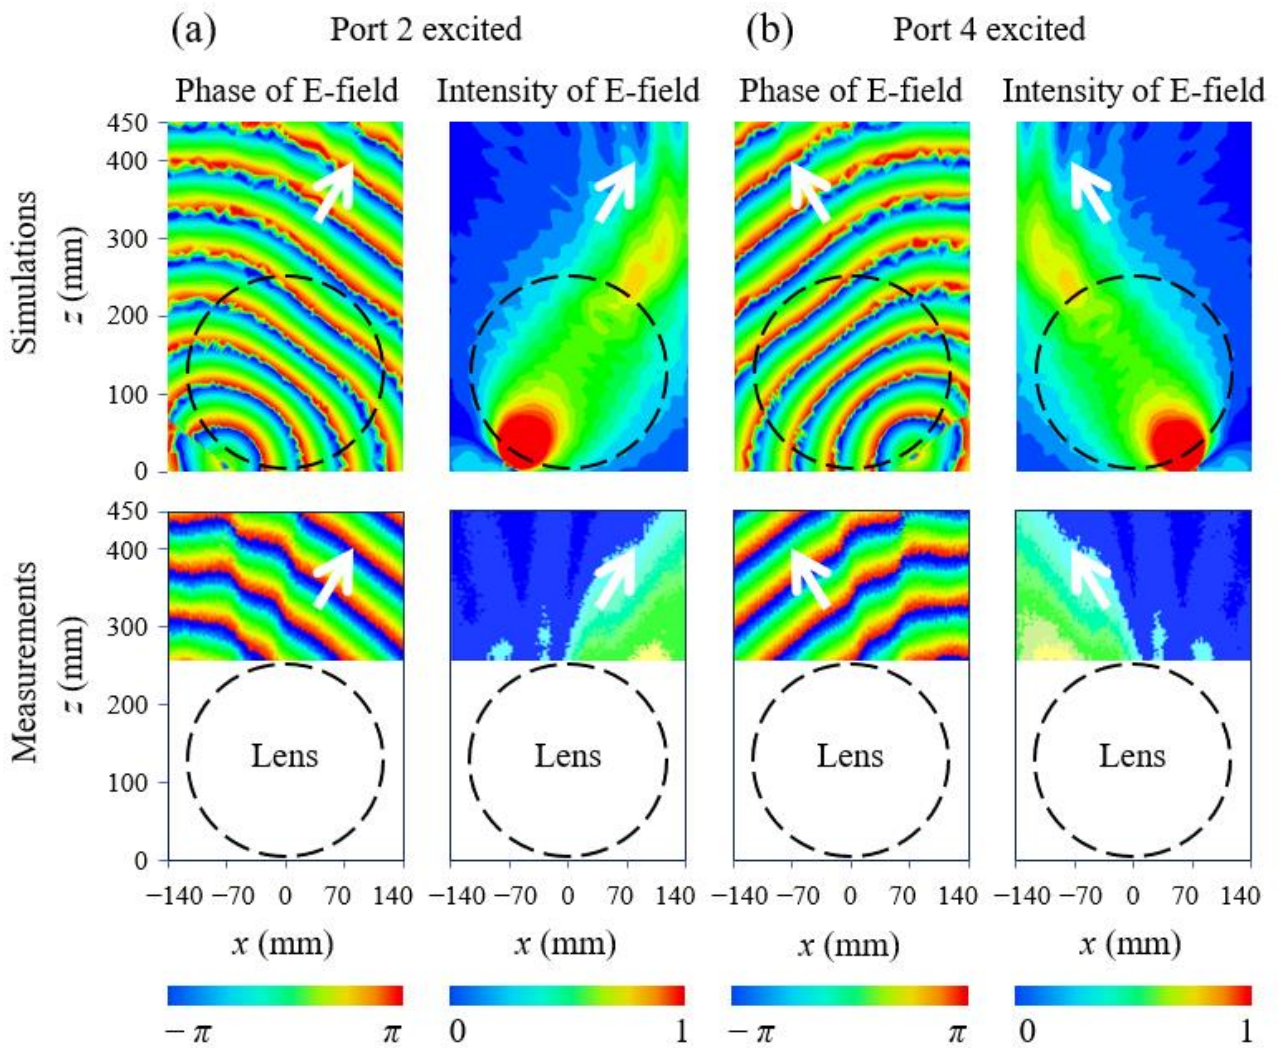 (a) Port 2 excited (b) Port 4 excited
Phase of E-field Intensity of E-field Phase of E-field Intensity of E-field
Simulations
z (mm)
450
400
300
200
100
0
Measurements
z (mm)
450
400
300
200
100
0
Lens Lens Lens Lens
−140 −70 0 70 140 −140 −70 0 70 140 −140 −70 0 70 140 −140 −70 0 70 140
x (mm) x (mm) x (mm) x (mm)
− π π 0 1 − π π 0 1